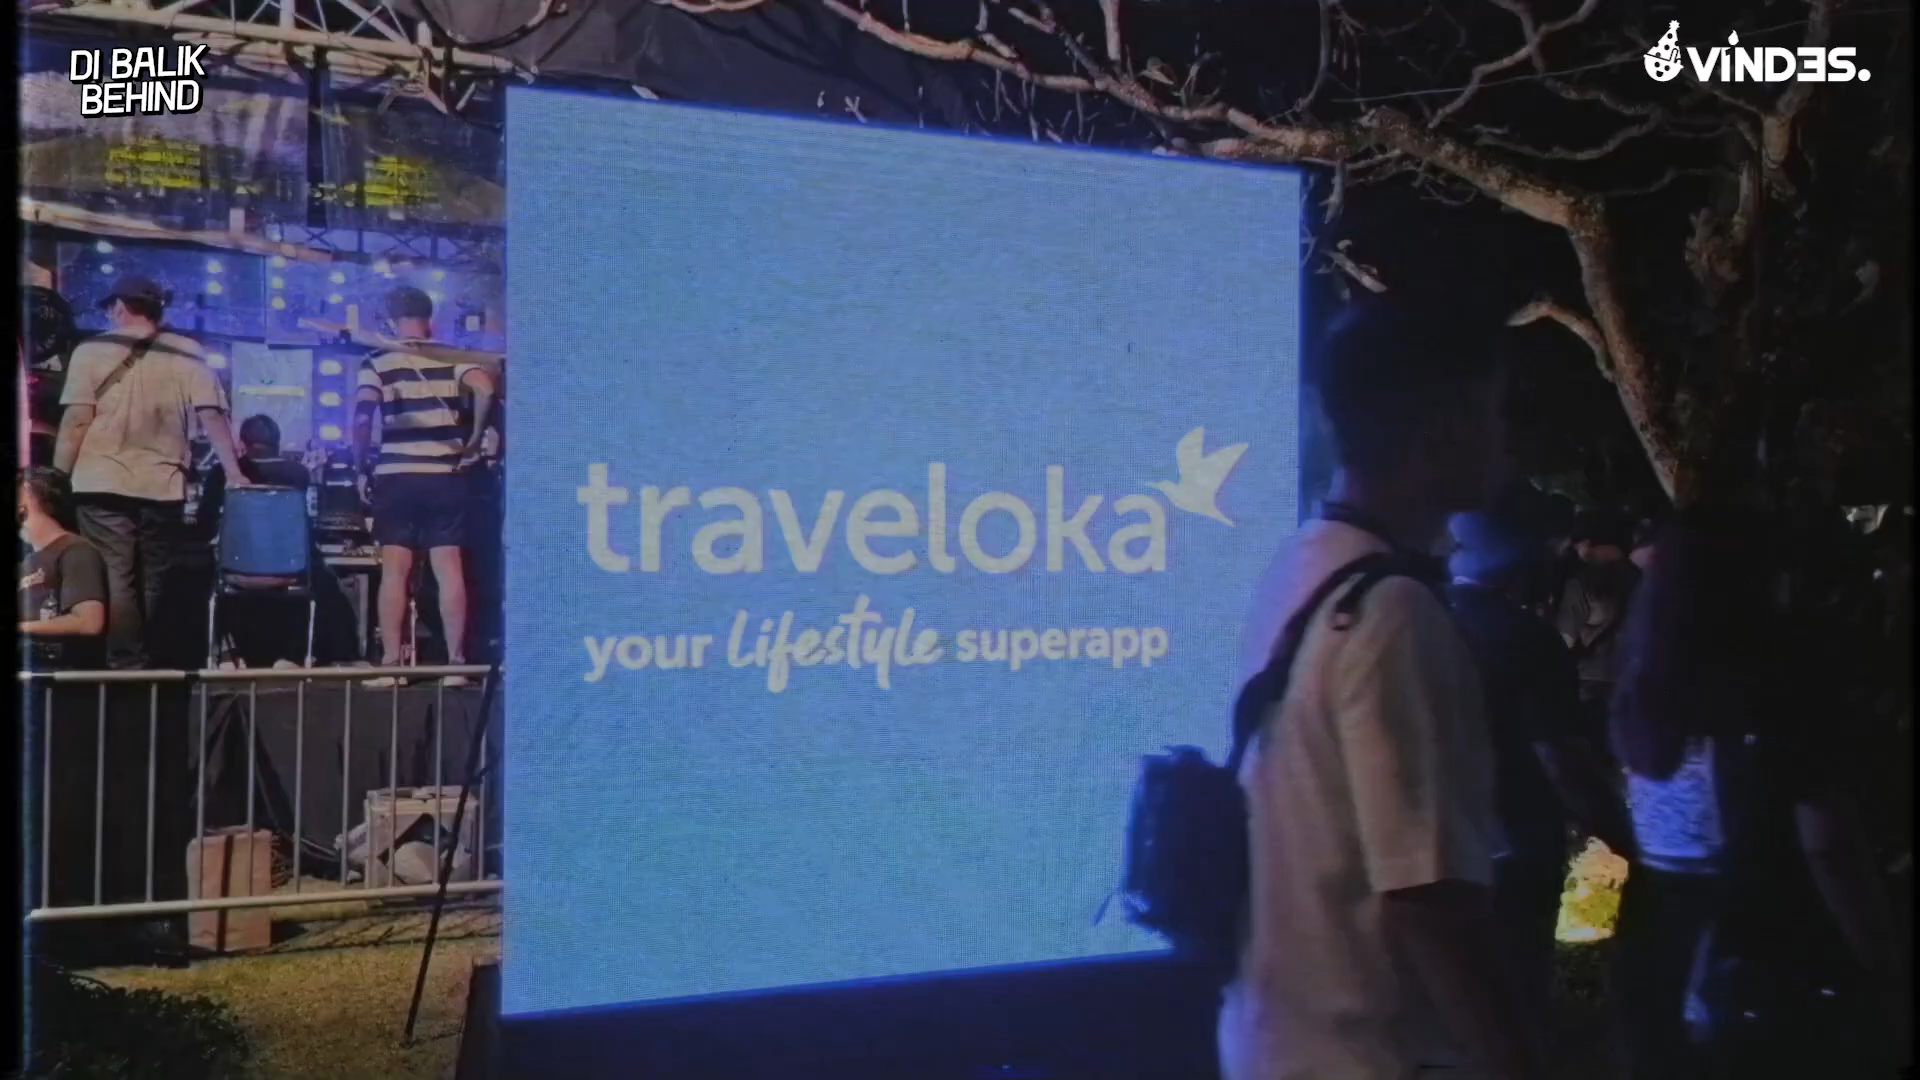 DI BALIK
BEHIND
VINDES.
traveloka
your lifestyle superapp